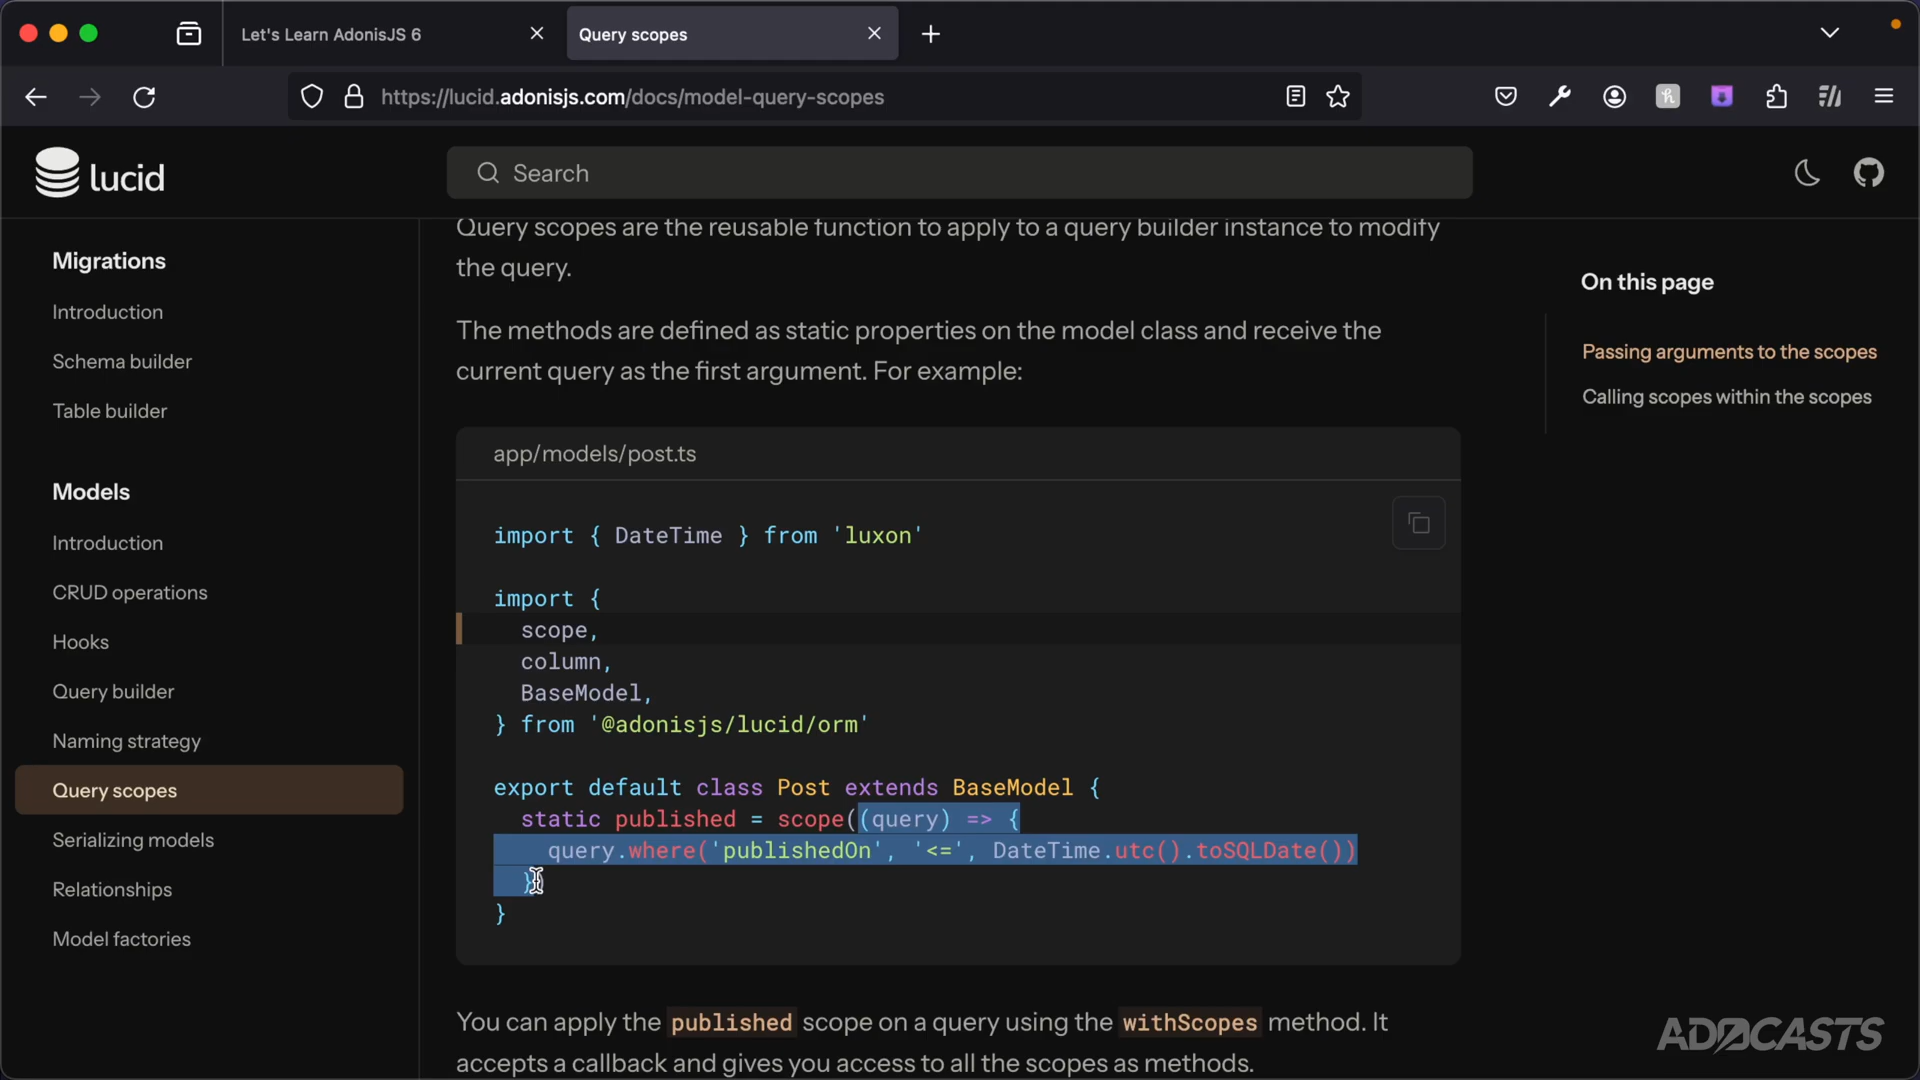 Let's Learn AdonisJS 6
Query scopes
https://lucid.adonisjs.com/docs/model-query-scopes
lucid
Search
Migrations
Introduction
Schema builder
Table builder
Models
Introduction
CRUD operations
Hooks
Query builder
Naming strategy
Query scopes
Serializing models
Relationships
Model factories
Query scopes are the reusable function to apply to a query builder instance to modify
the query.
The methods are defined as static properties on the model class and receive the
current query as the first argument. For example:
app/models/post.ts
import { DateTime } from 'luxon'
import {
scope,
column,
BaseModel,
} from '@adonisjs/lucid/orm'
export default class Post extends BaseModel {
static published = scope((query) => {
query.where('publishedOn', '<=', DateTime.utc().toSQLDate())
})
}
You can apply the published scope on a query using the withScopes method. It
accepts a callback and gives you access to all the scopes as methods.
On this page
Passing arguments to the scopes
Calling scopes within the scopes
ADOCASTS